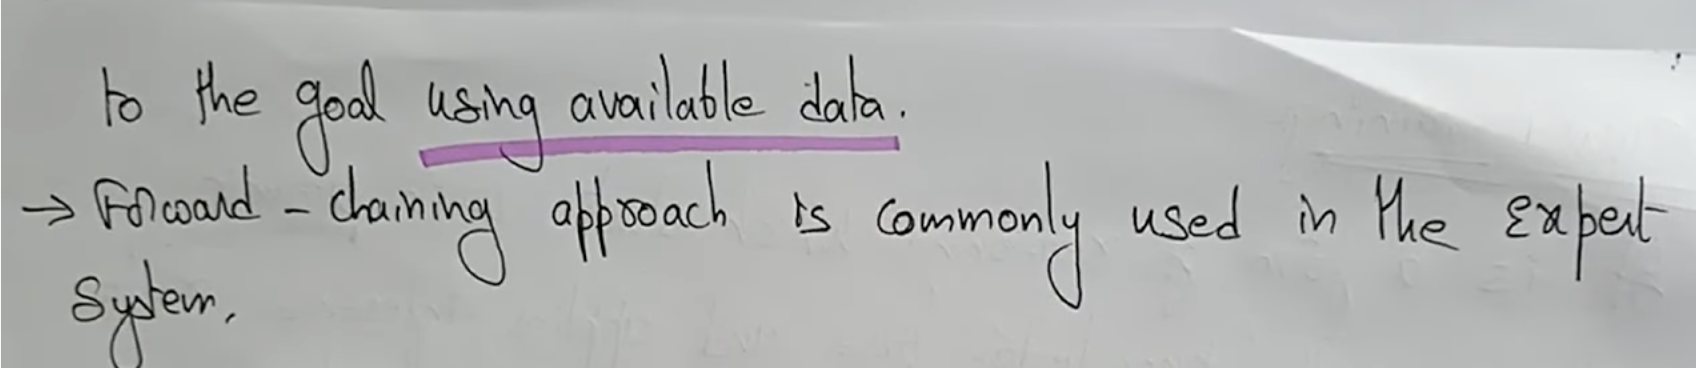 to the goal using available data.
→ Forward - chaining approach is commonly used in the Expert
System.